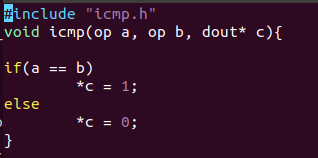 #include "icmp.h"
void icmp(op a, op b, dout* c){

if(a == b)
        *c = 1;
else
        *c = 0;
}